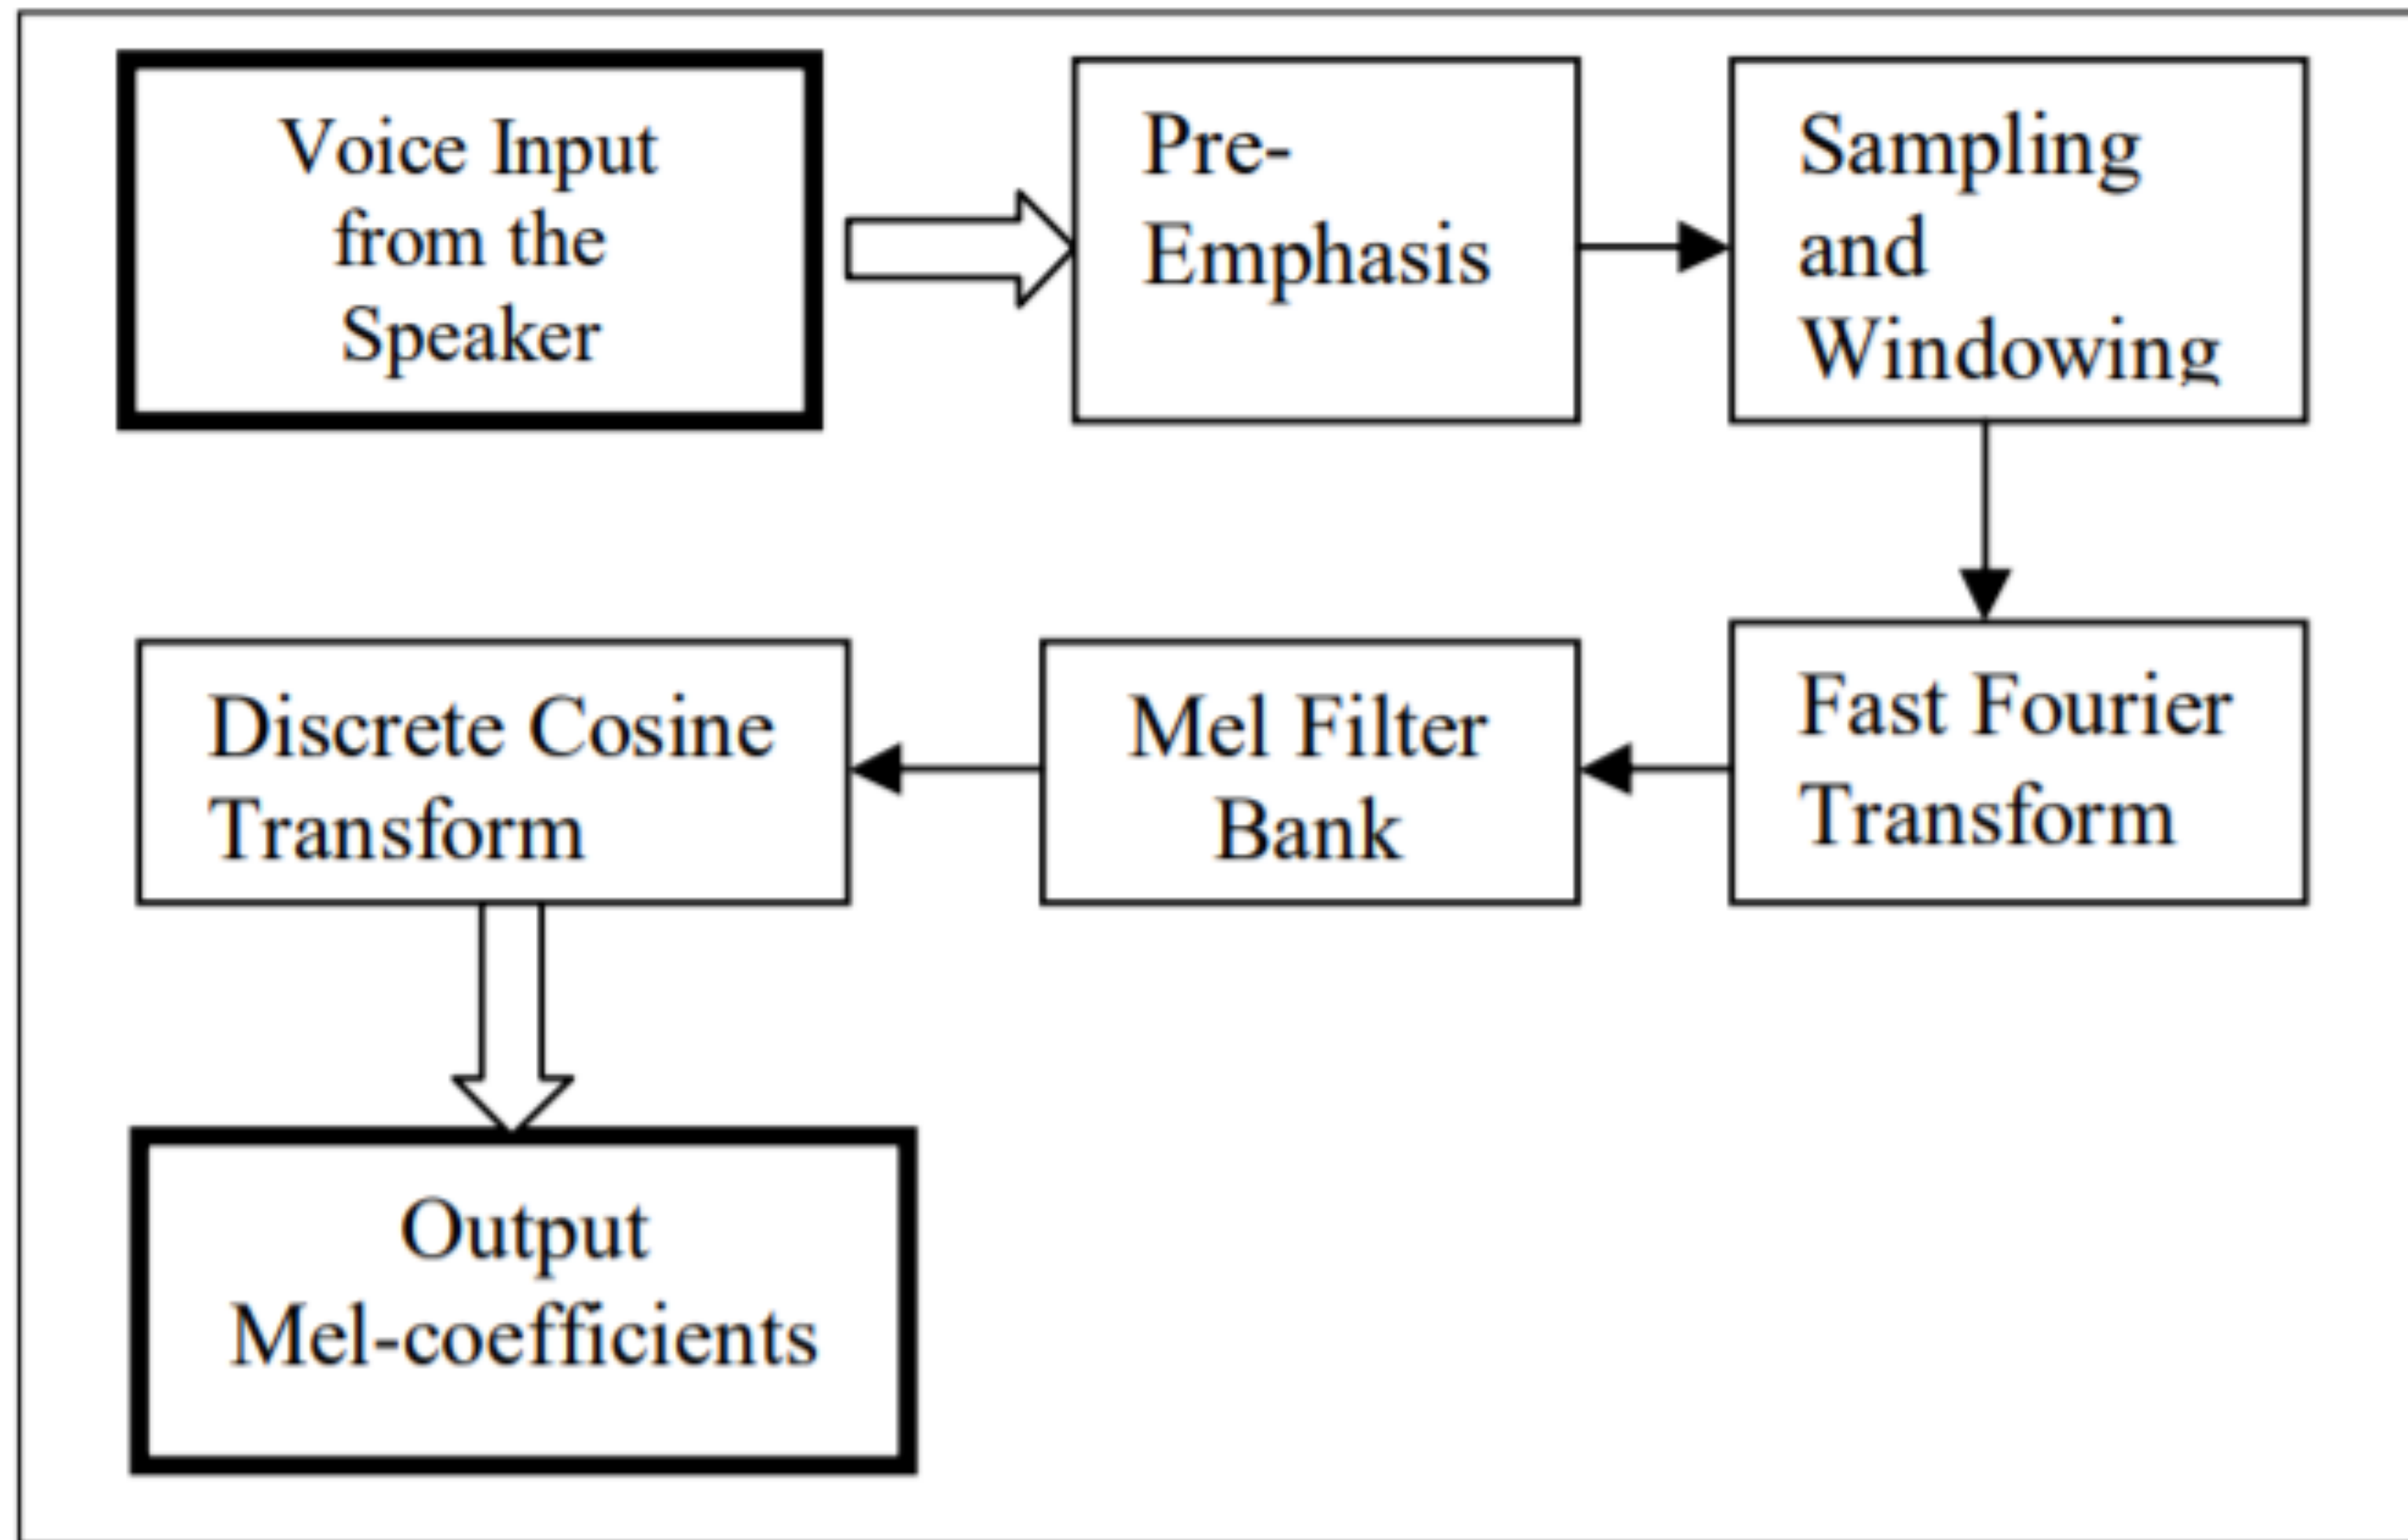 Voice Input
from the
Speaker
Pre-
Emphasis
Sampling
and
Windowing
Fast Fourier
Transform
Mel Filter
Bank
Discrete Cosine
Transform
Output
Mel-coefficients